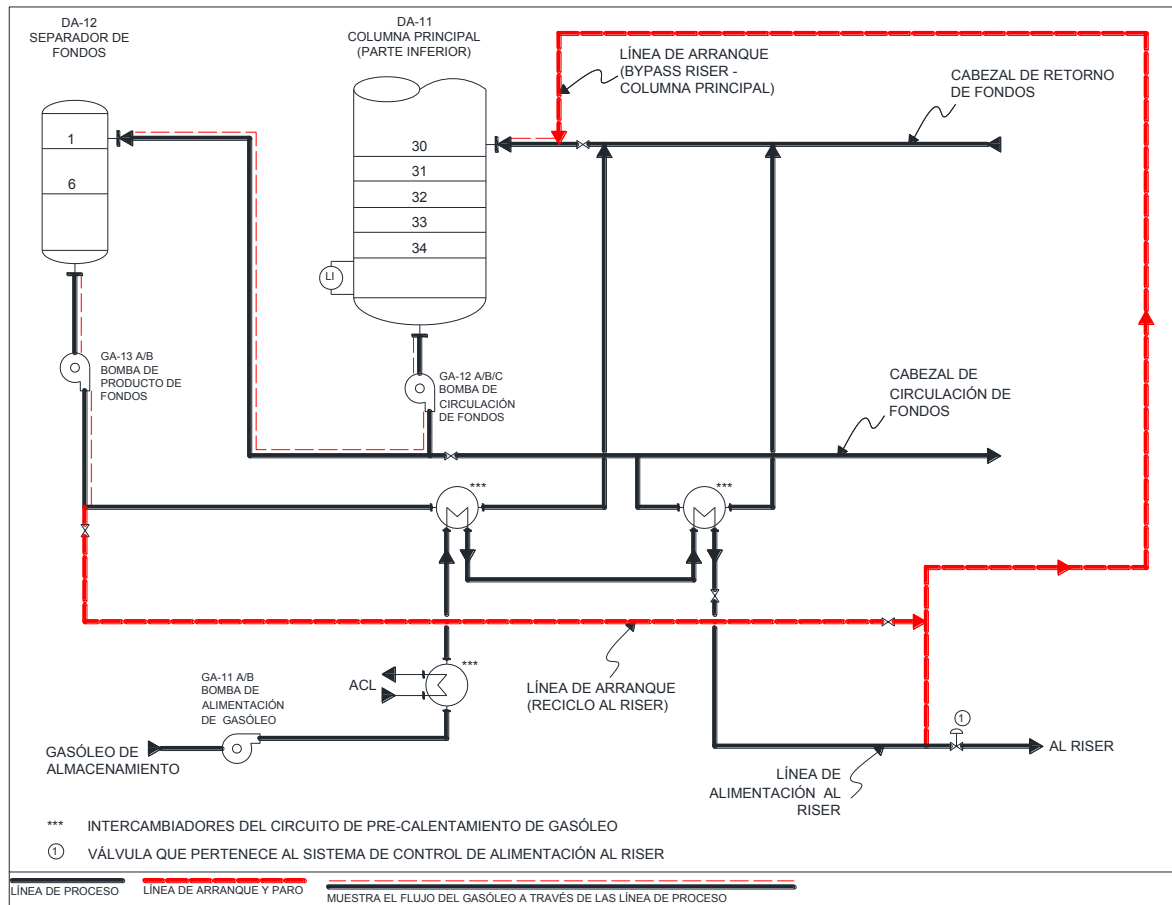 DA-12
SEPARADOR DE
FONDOS
DA-11
COLUMNA PRINCIPAL
(PARTE INFERIOR)
LÍNEA DE ARRANQUE
(BYPASS RISER -
COLUMNA PRINCIPAL)
CABEZAL DE RETORNO
DE FONDOS
1
6
30
31
32
33
34
LI
GA-13 A/B
BOMBA DE
PRODUCTO DE
FONDOS
GA-12 A/B/C
BOMBA DE
CIRCULACIÓN
DE FONDOS
CABEZAL DE
CIRCULACIÓN DE
FONDOS
***
***
***
ACL
GA-11 A/B
BOMBA DE
ALIMENTACIÓN
DE GASÓLEO
LÍNEA DE ARRANQUE
(RECICLO AL RISER)
GASÓLEO DE
ALMACENAMIENTO
1
AL RISER
LÍNEA DE
ALIMENTACIÓN AL
RISER
*** INTERCAMBIADORES DEL CIRCUITO DE PRE-CALENTAMIENTO DE GASÓLEO
1 VÁLVULA QUE PERTENECE AL SISTEMA DE CONTROL DE ALIMENTACIÓN AL RISER
LÍNEA DE PROCESO
LÍNEA DE ARRANQUE Y PARO
MUESTRA EL FLUJO DEL GASÓLEO A TRAVÉS DE LAS LÍNEA DE PROCESO